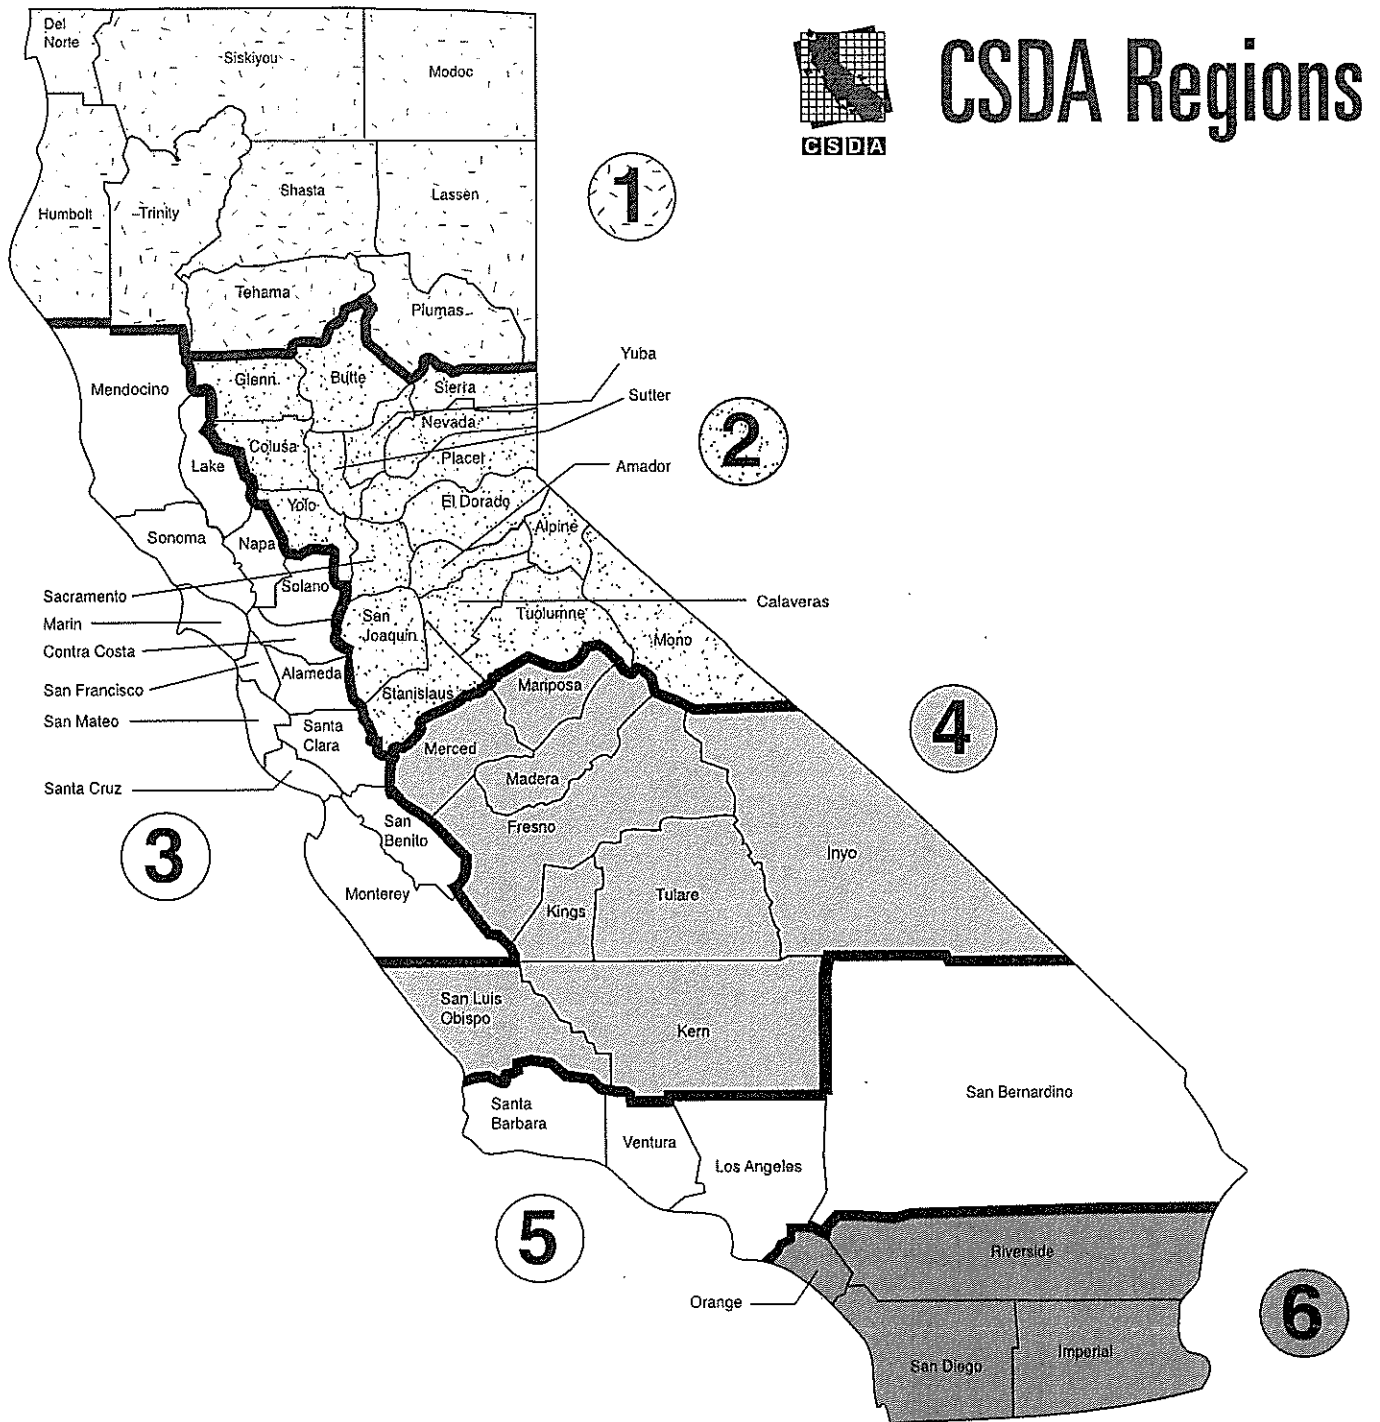 CSDA Regions
CSDA
Del
Norte
Siskiyou
Modoc
Humbolt
Trinity
Shasta
Lassen
1
Tehama
Plumas
Mendocino
Glenn
Butte
Sierra
Yuba
Sutter
Nevada
2
Colusa
Placer
Lake
Amador
Yolo
El Dorado
Alpine
Sonoma
Napa
Solano
Sacramento
Marin
San
Joaquin
Tuolumne
Calaveras
Mono
Contra Costa
San Francisco
Alameda
Stanislaus
Mariposa
San Mateo
Santa
Clara
Merced
4
Madera
Santa Cruz
San
Benito
Fresno
3
Inyo
Monterey
Kings
Tulare
San Luis
Obispo
Kern
San Bernardino
Santa
Barbara
Ventura
Los Angeles
5
Riverside
Orange
6
San Diego
Imperial